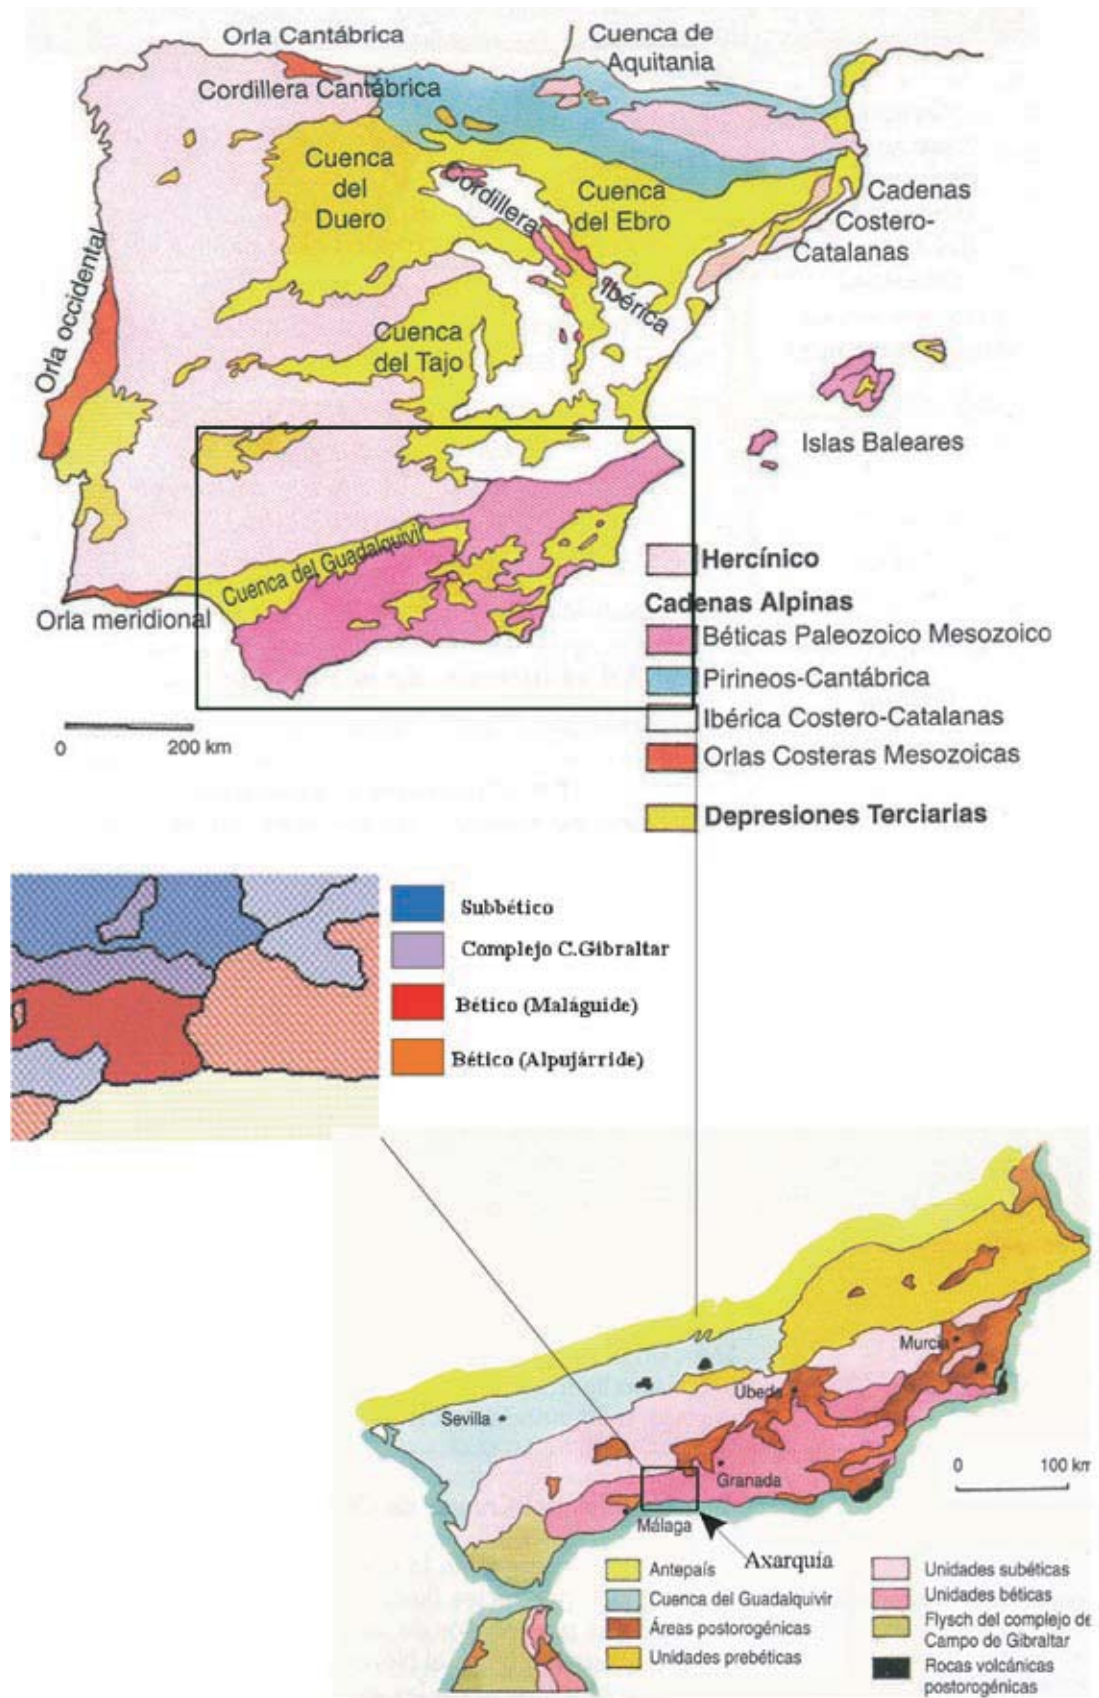 Orla Cantábrica
Cuenca de
Aquitania
Cordillera Cantábrica
Cuenca
del
Duero
Cordillera
Ibérica
Cuenca
del Ebro
Cadenas
Costero-
Catalanas
Orla occidental
Cuenca
del Tajo
Islas Baleares
Cuenca del Guadalquivir
Orla meridional
0 200 km
Hercínico
Cadenas Alpinas
Béticas Paleozoico Mesozoico
Pirineos-Cantábrica
Ibérica Costero-Catalanas
Orlas Costeras Mesozoicas
Depresiones Terciarias
Subbético
Complejo C.Gibraltar
Bético (Maláguide)
Bético (Alpujárride)
Murcia
Úbeda
Sevilla
Granada
0 100 km
Málaga
Axarquía
Antepaís
Cuenca del Guadalquivir
Áreas postorogénicas
Unidades prebéticas
Unidades subéticas
Unidades béticas
Flysch del complejo de
Campo de Gibraltar
Rocas volcánicas
postorogénicas